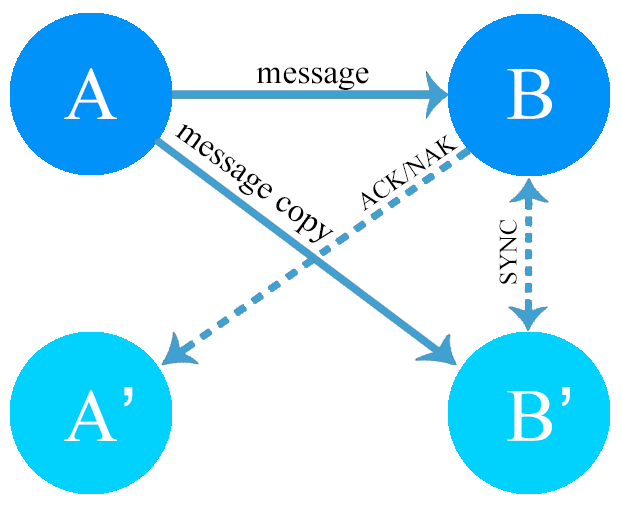 A
message
B
message copy
ACK/NAK
SYNC
A’
B’